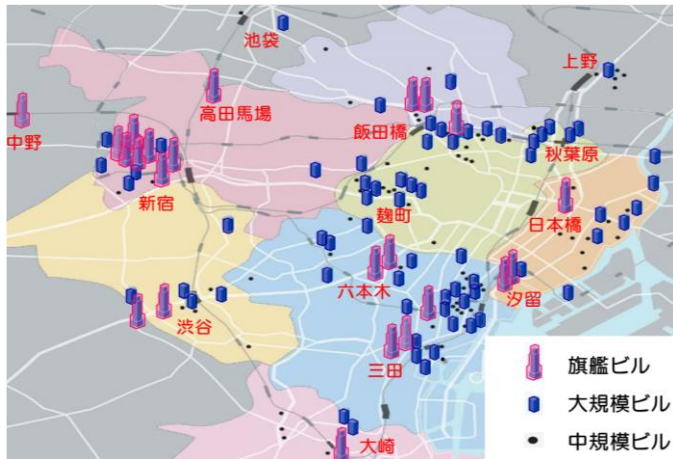 池袋
上野
高田馬場
中野
飯田橋
秋葉原
新宿
麹町
日本橋
六本木
汐留
渋谷
三田
大崎
旗艦ビル
大規模ビル
中規模ビル